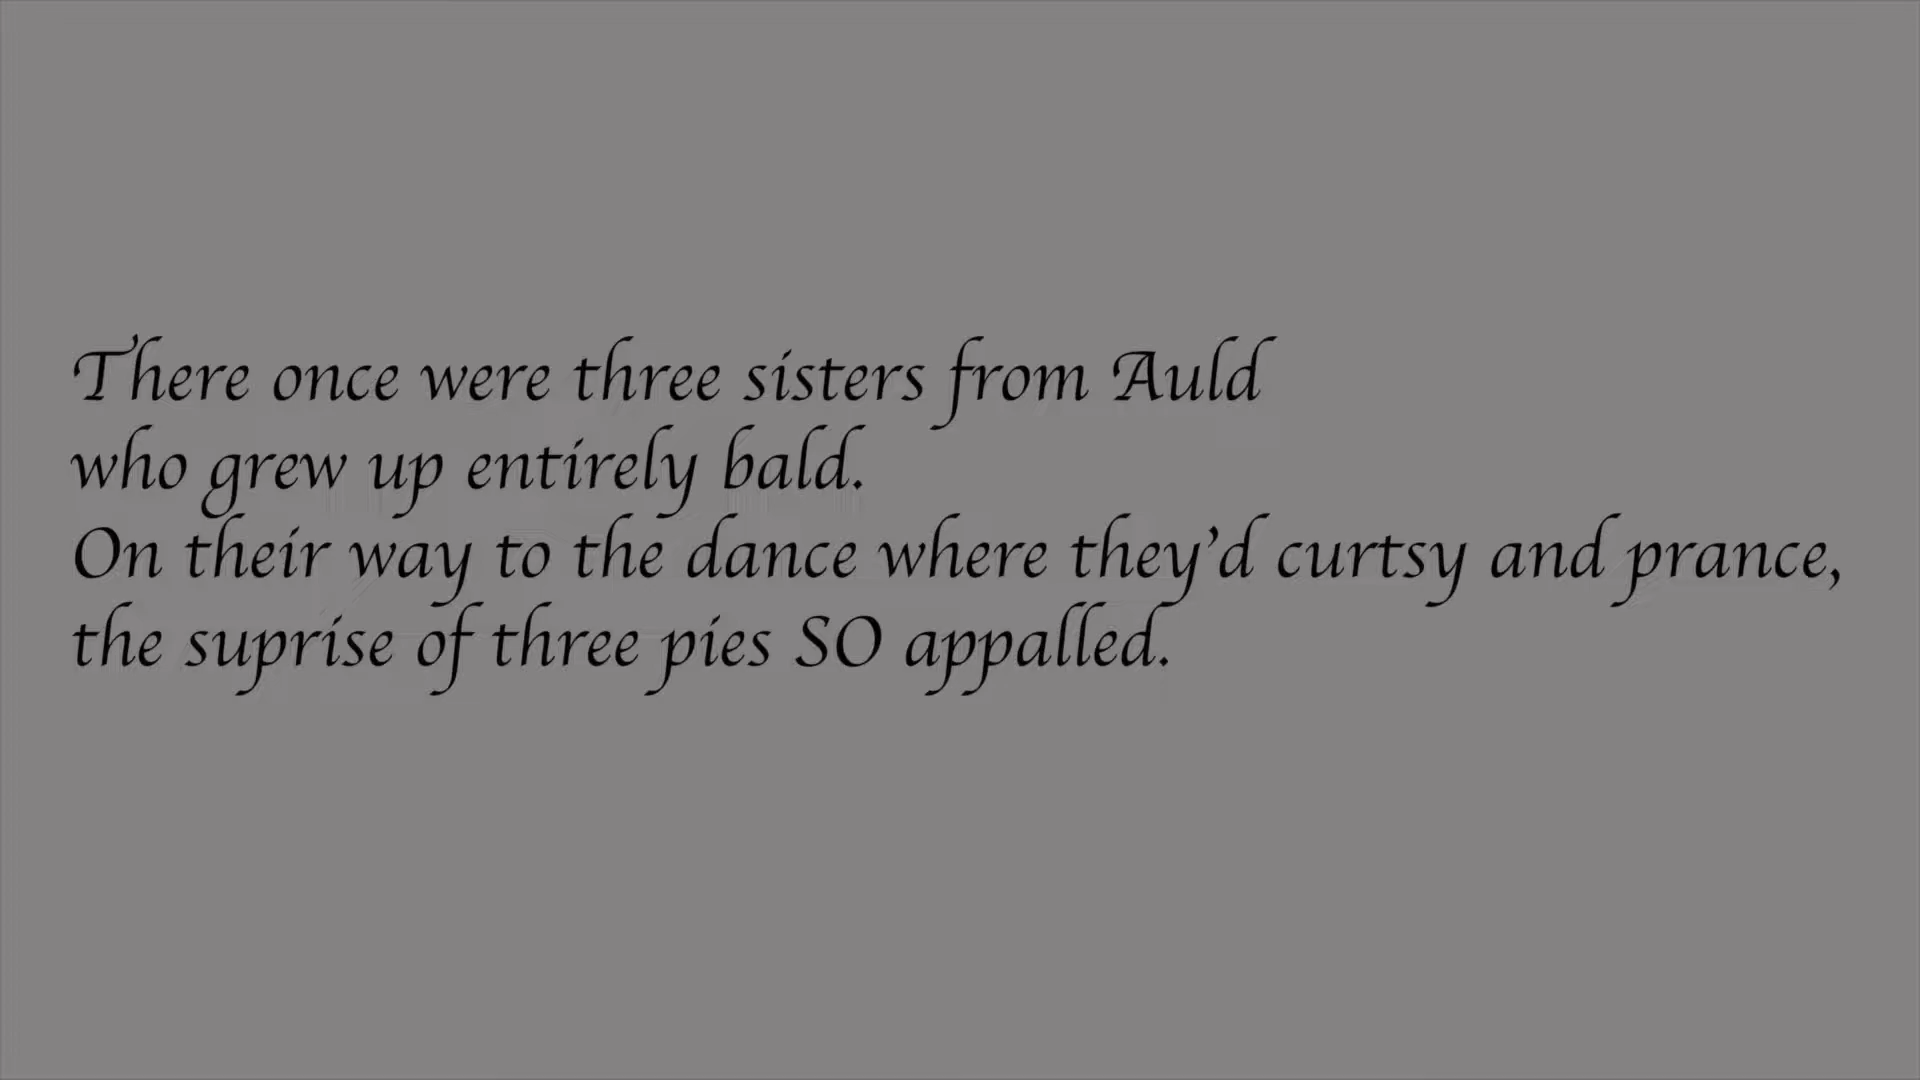 There once were three sisters from Auld
who grew up entirely bald.
On their way to the dance where they’d curtsy and prance,
the suprise of three pies SO appalled.